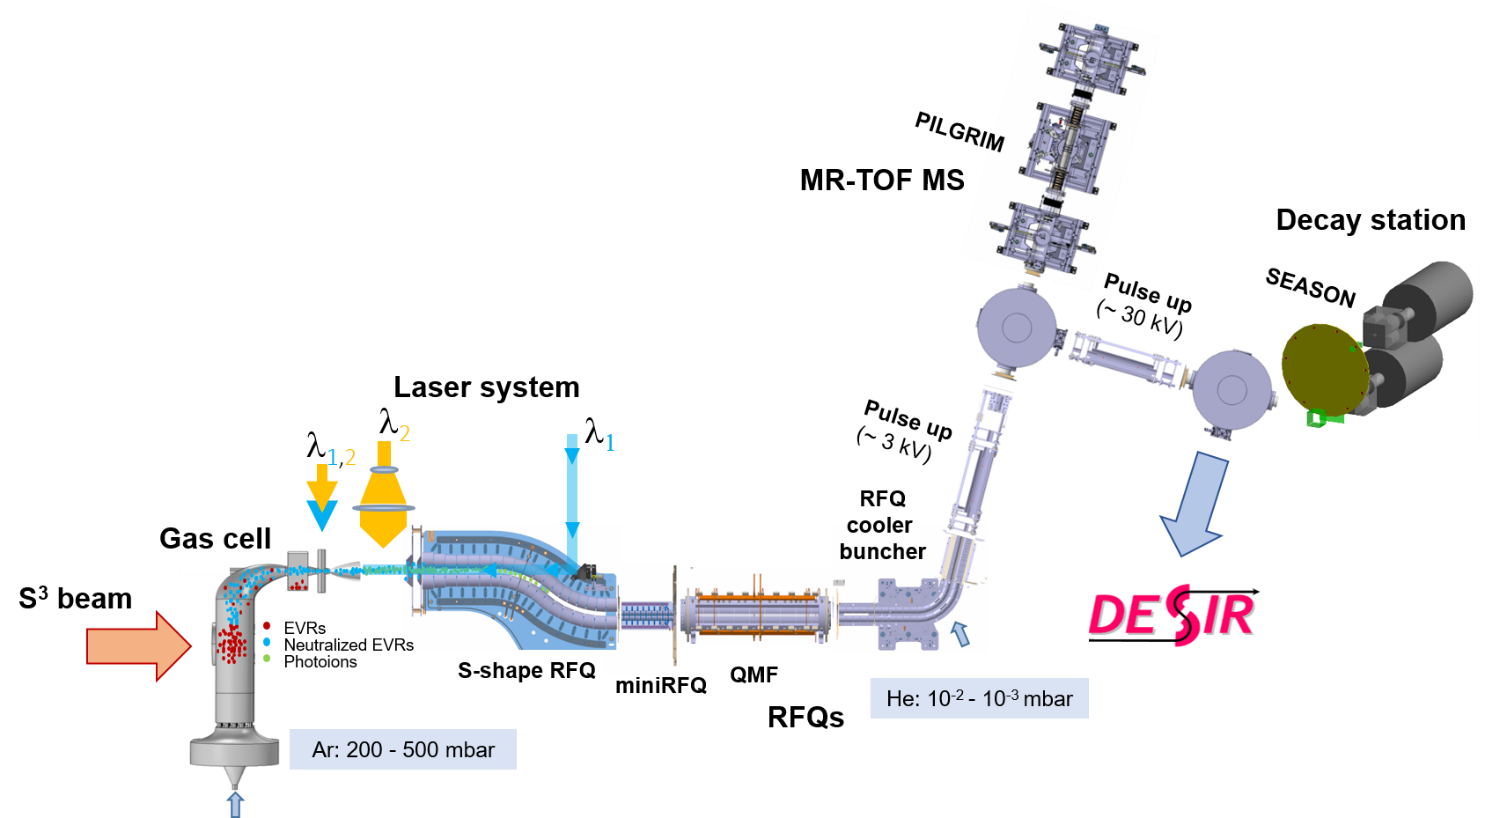 PILGRIM
MR-TOF MS
Decay station
SEASON
Pulse up
(~ 30 kV)
Laser system
λ1,2
λ2
λ1
Pulse up
(~ 3 kV)
RFQ
cooler
buncher
Gas cell
S³ beam
EVRs
Neutralized EVRs
Photoions
S-shape RFQ
miniRFQ
QMF
RFQs
He: 10⁻² - 10⁻³ mbar
Ar: 200 - 500 mbar
DESIR